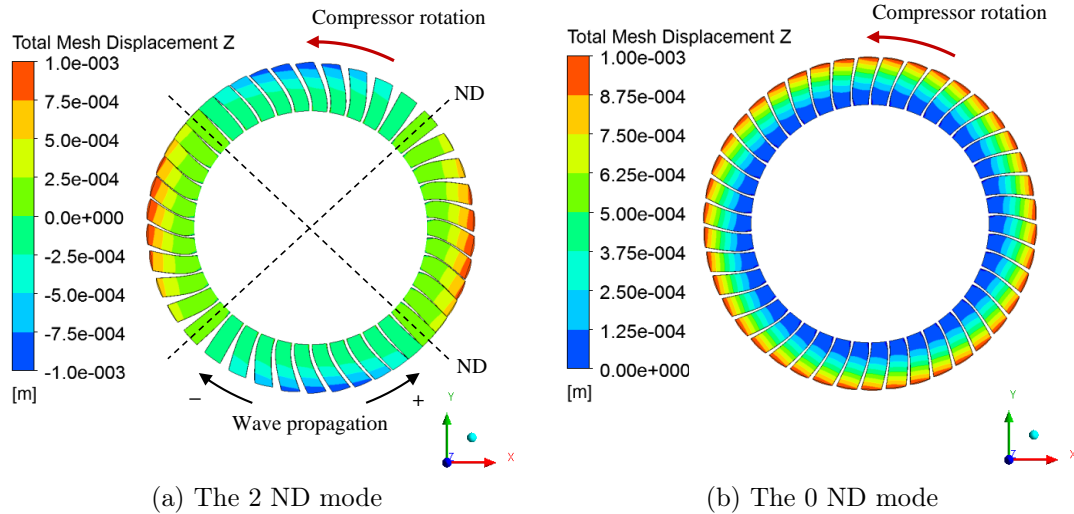 Compressor rotation
Total Mesh Displacement Z
1.0e-003
7.5e-004
5.0e-004
2.5e-004
0.0e+000
-2.5e-004
-5.0e-004
-7.5e-004
-1.0e-003
[m]
ND
ND
−
+
Wave propagation
Y
Z
X
(a) The 2 ND mode
Compressor rotation
Total Mesh Displacement Z
1.00e-003
8.75e-004
7.50e-004
6.25e-004
5.00e-004
3.75e-004
2.50e-004
1.25e-004
0.00e+000
[m]
Y
Z
X
(b) The 0 ND mode